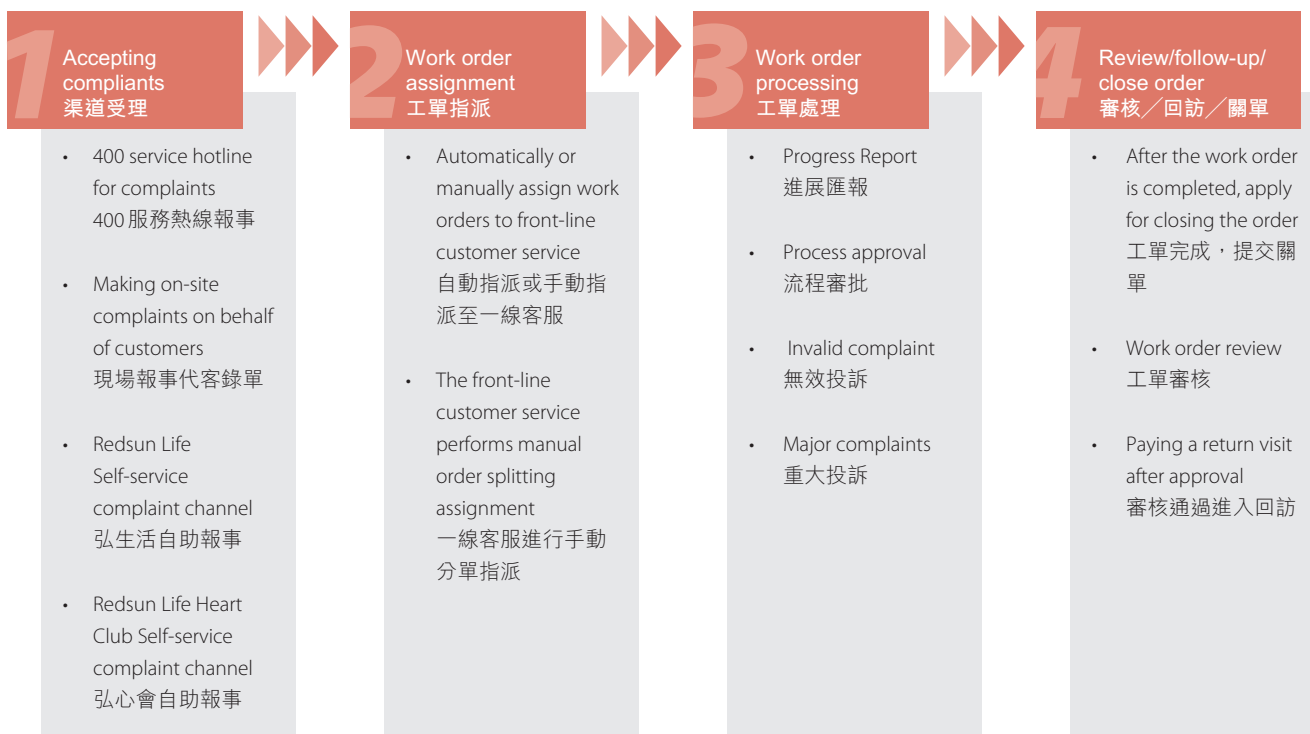 1
Accepting
compliants
渠道受理
• 400 service hotline
for complaints
400服務熱線報事
• Making on-site
complaints on behalf
of customers
現場報事代客錄單
• Redsun Life
Self-service
complaint channel
弘生活自助報事
• Redsun Life Heart
Club Self-service
complaint channel
弘心會自助報事
2
Work order
assignment
工單指派
• Automatically or
manually assign work
orders to front-line
customer service
自動指派或手動指
派至一線客服
• The front-line
customer service
performs manual
order splitting
assignment
一線客服進行手動
分單指派
3
Work order
processing
工單處理
• Progress Report
進展匯報
• Process approval
流程審批
• Invalid complaint
無效投訴
• Major complaints
重大投訴
4
Review/follow-up/
close order
審核╱回訪╱關單
• After the work order
is completed, apply
for closing the order
工單完成，提交關
單
• Work order review
工單審核
• Paying a return visit
after approval
審核通過進入回訪